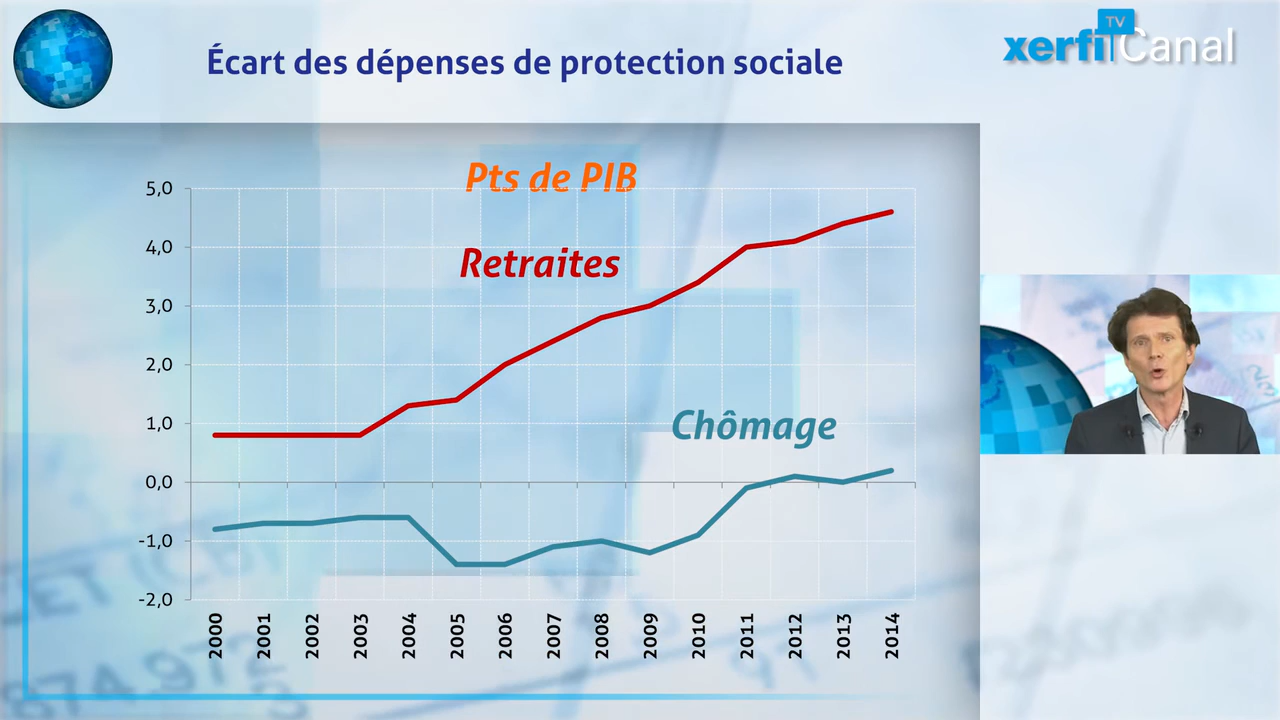 Écart des dépenses de protection sociale
xerfi TV Canal
Pts de PIB
Retraites
Chômage
5,0
4,0
3,0
2,0
1,0
0,0
-1,0
-2,0
2000 2001 2002 2003 2004 2005 2006 2007 2008 2009 2010 2011 2012 2013 2014
874,972